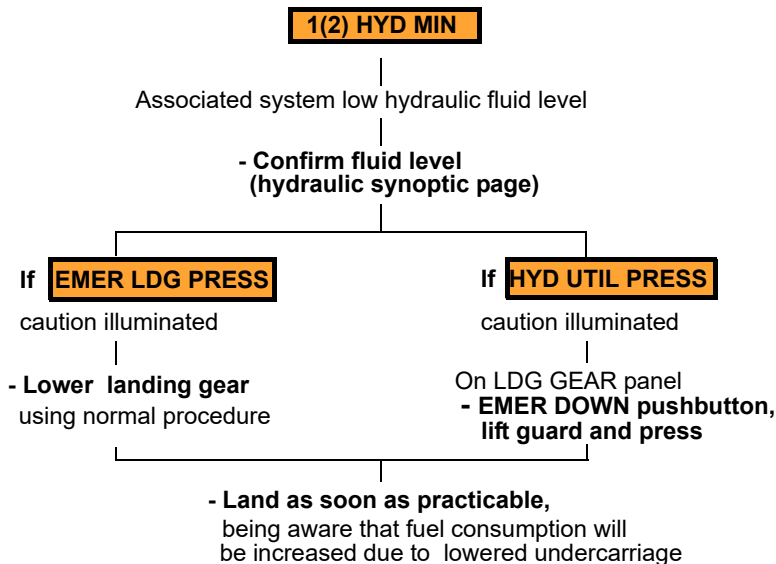 1(2) HYD MIN
Associated system low hydraulic fluid level
- Confirm fluid level
(hydraulic synoptic page)
If EMER LDG PRESS
caution illuminated
- Lower landing gear
using normal procedure
If HYD UTIL PRESS
caution illuminated
On LDG GEAR panel
- EMER DOWN pushbutton,
lift guard and press
- Land as soon as practicable,
being aware that fuel consumption will
be increased due to lowered undercarriage